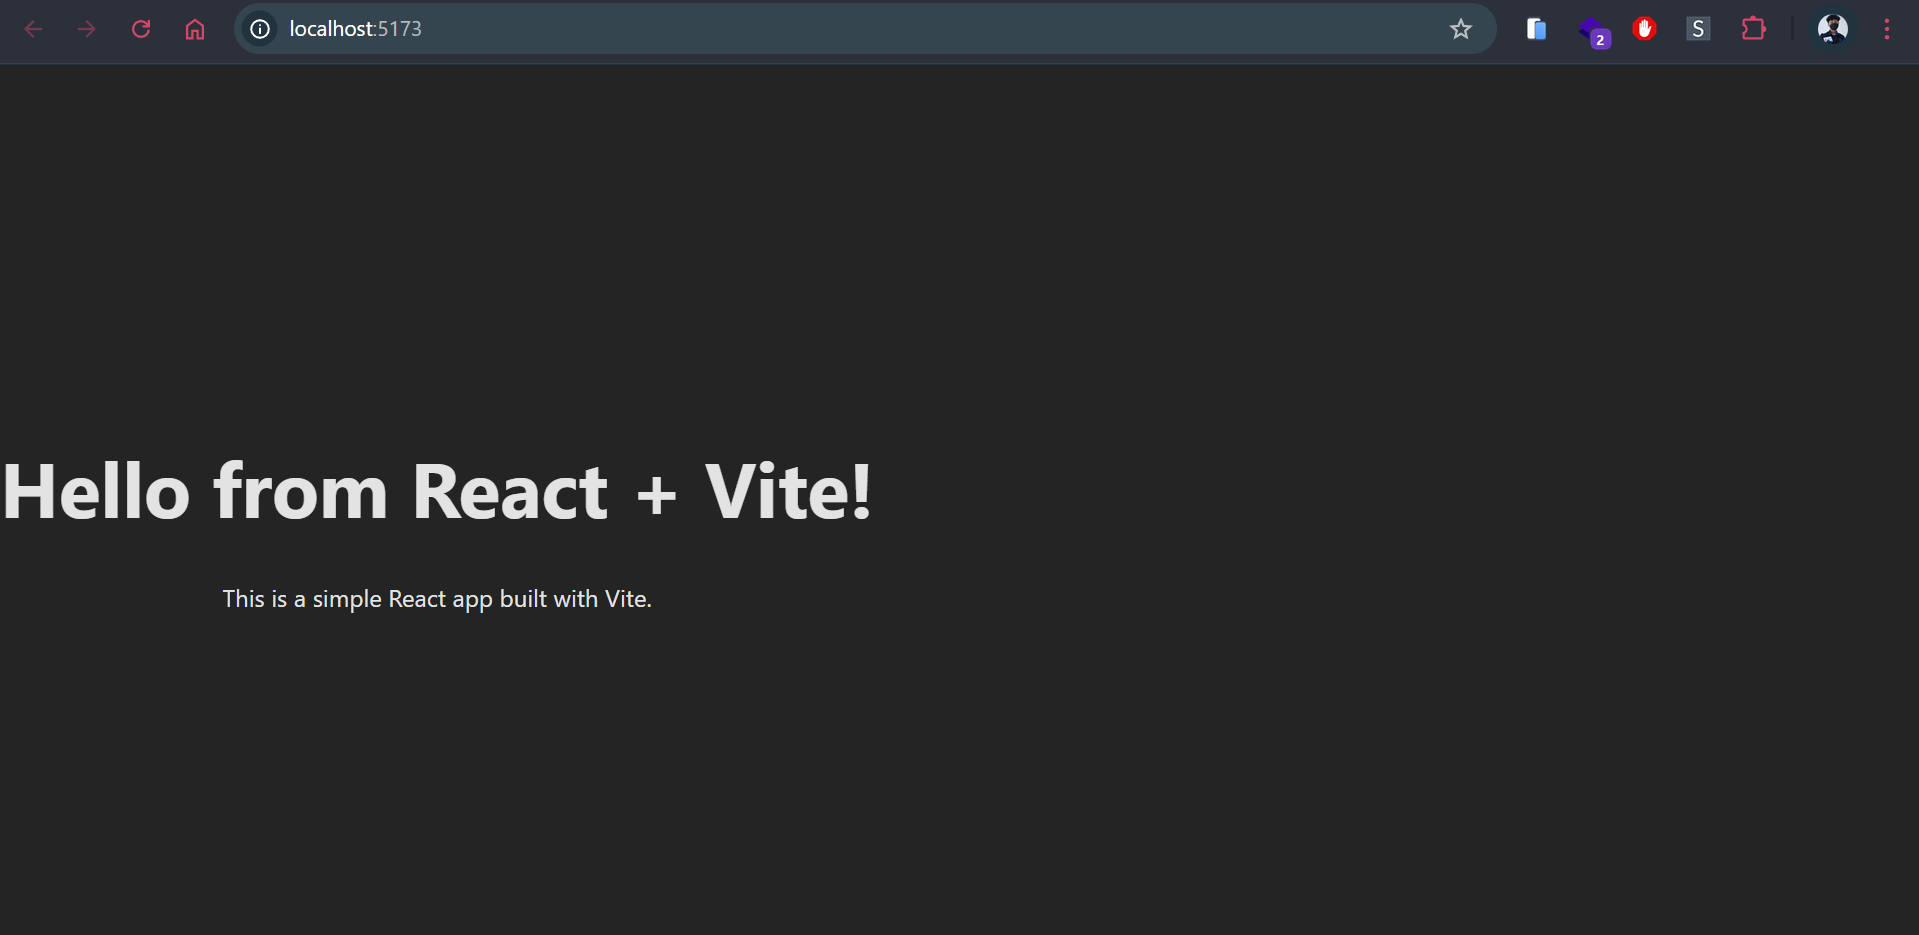 localhost:5173
2
S
Hello from React + Vite!
This is a simple React app built with Vite.